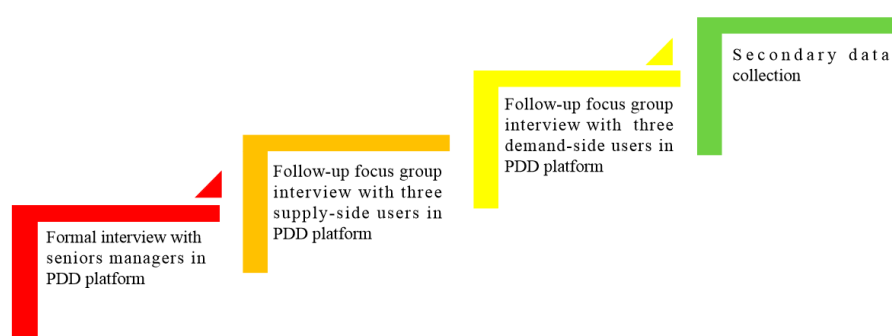 Formal interview with
seniors managers in
PDD platform
Follow-up focus group
interview with three
supply-side users in
PDD platform
Follow-up focus group
interview with three
demand-side users in
PDD platform
Secondary data
collection